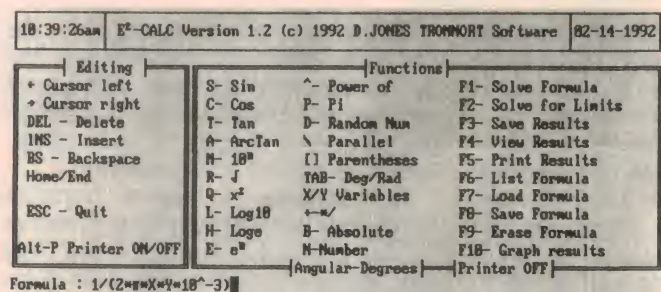 10:39:26am E²-CALC Version 1.2 (c) 1992 D.JONES TROMMORT Software 02-14-1992
Editing
← Cursor left
→ Cursor right
DEL - Delete
INS - Insert
BS - Backspace
Home/End
ESC - Quit
Alt-P Printer ON/OFF
Functions
S- Sin ^- Power of F1- Solve Formula
C- Cos P- Pi F2- Solve for Limits
T- Tan D- Random Num F3- Save Results
A- ArcTan \ Parallel F4- View Results
M- 10ⁿ [] Parentheses F5- Print Results
R- √ TAB- Deg/Rad F6- List Formula
Q- x² X/Y Variables F7- Load Formula
L- Log10 +-*/ F8- Save Formula
H- Loge B- Absolute F9- Erase Formula
E- eⁿ N-Number F10- Graph results
Angular-Degrees Printer OFF
Formula : 1/(2*π*X*Y*10^-3)